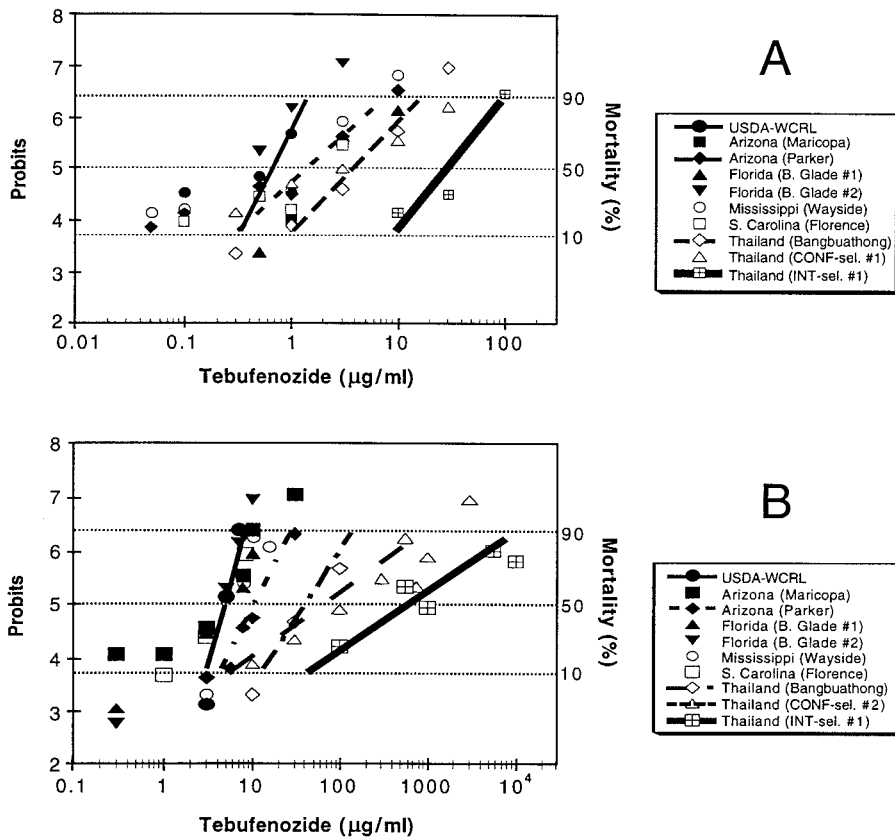 8
7
6
5
4
3
2
Probits
90
50
10
Mortality (%)
0.01
0.1
1
10
100
Tebufenozide (µg/ml)
A
USDA-WCRL
Arizona (Maricopa)
Arizona (Parker)
Florida (B. Glade #1)
Florida (B. Glade #2)
Mississippi (Wayside)
S. Carolina (Florence)
Thailand (Bangbuathong)
Thailand (CONF-sel. #1)
Thailand (INT-sel. #1)
8
7
6
5
4
3
2
Probits
90
50
10
Mortality (%)
0.1
1
10
100
1000
10⁴
Tebufenozide (µg/ml)
B
USDA-WCRL
Arizona (Maricopa)
Arizona (Parker)
Florida (B. Glade #1)
Florida (B. Glade #2)
Mississippi (Wayside)
S. Carolina (Florence)
Thailand (Bangbuathong)
Thailand (CONF-sel. #2)
Thailand (INT-sel. #1)